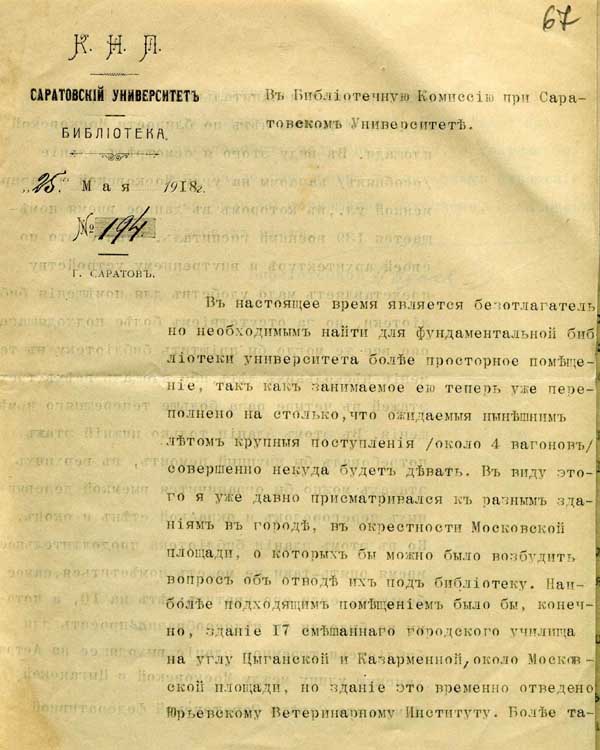 67
К. Н. П.
САРАТОВСКІЙ УНИВЕРСИТЕТЪ
БИБЛІОТЕКА.
„25“ Мая 1918г.
№ 194
Г. САРАТОВЪ.
Въ Библіотечную Комиссію при Сара-
товскомъ Университетѣ.
Въ настоящее время является безотлагатель
но необходимымъ найти для фундаментальной биб
ліотеки университета болѣе просторное помѣще-
ніе, такъ какъ занимаемое ею теперь уже пере-
полнено на столько, что ожидаемыя нынѣшнимъ
лѣтомъ крупныя поступленія /около 4 вагоновъ/
совершенно некуда будетъ дѣвать. Въ виду это-
го я уже давно присматривался къ разнымъ зда-
ніямъ въ городѣ, въ окрестности Московской
площади, о которыхъ бы можно было возбудить
вопросъ объ отводѣ ихъ подъ библіотеку. Наи-
болѣе подходящимъ помѣщеніемъ было бы, конеч-
но, зданіе 17 смѣшаннаго городского училища
на углу Цыганской и Казарменной, около Москов-
ской площади, но зданіе это временно отведено
Юрьевскому Ветеринарному Институту. Болѣе та-